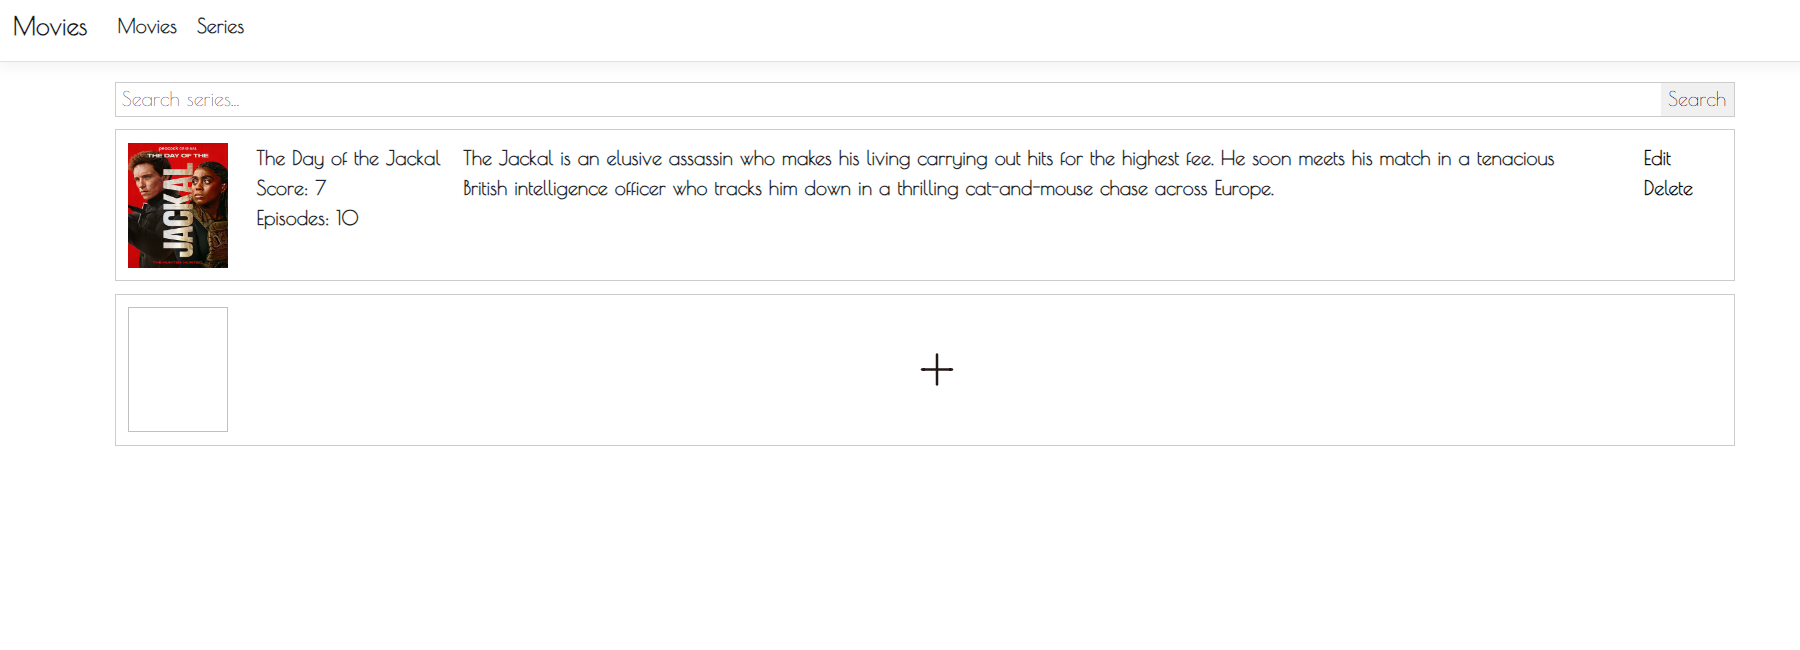 Movies Movies Series
Search series... Search
peacock ORIGINAL
THE DAY OF THE
JACKAL
The Day of the Jackal
Score: 7
Episodes: 10
The Jackal is an elusive assassin who makes his living carrying out hits for the highest fee. He soon meets his match in a tenacious
British intelligence officer who tracks him down in a thrilling cat-and-mouse chase across Europe.
Edit
Delete